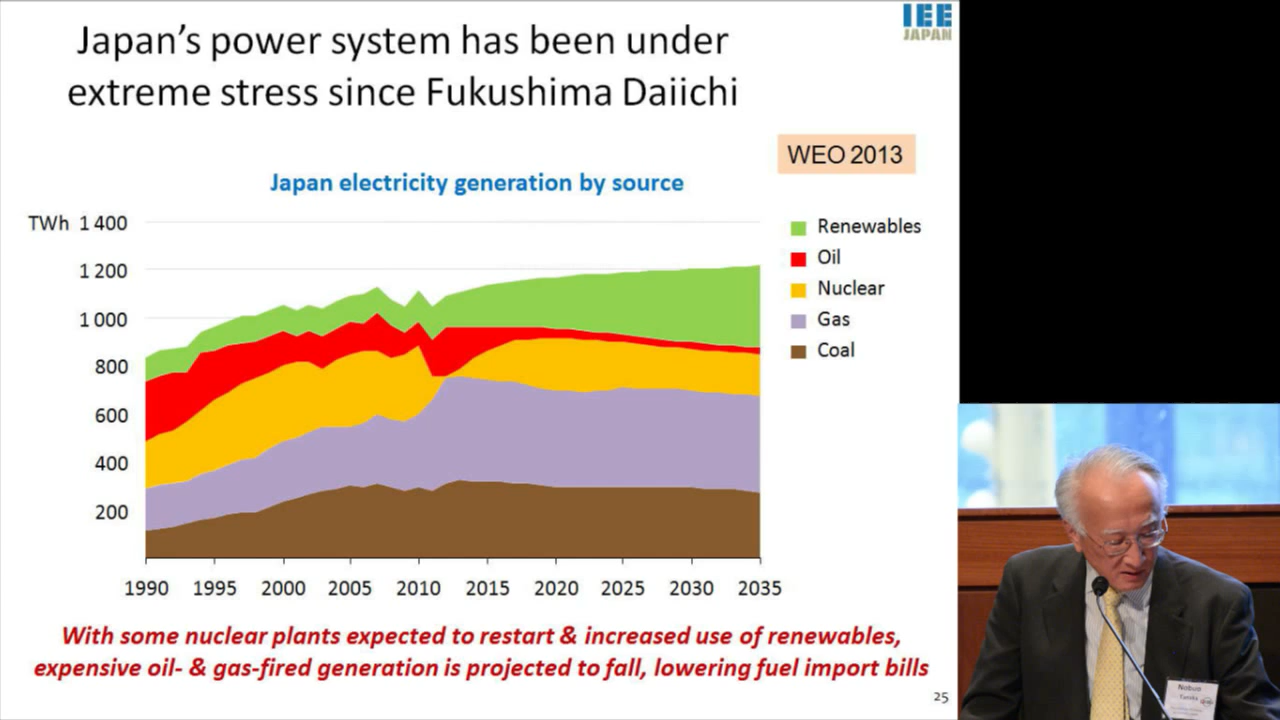 Japan's power system has been under
extreme stress since Fukushima Daiichi
IEE
JAPAN
WEO 2013
Japan electricity generation by source
TWh 1 400
1 200
1 000
800
600
400
200
1990 1995 2000 2005 2010 2015 2020 2025 2030 2035
Renewables
Oil
Nuclear
Gas
Coal
With some nuclear plants expected to restart & increased use of renewables,
expensive oil- & gas-fired generation is projected to fall, lowering fuel import bills
25
Nobuo